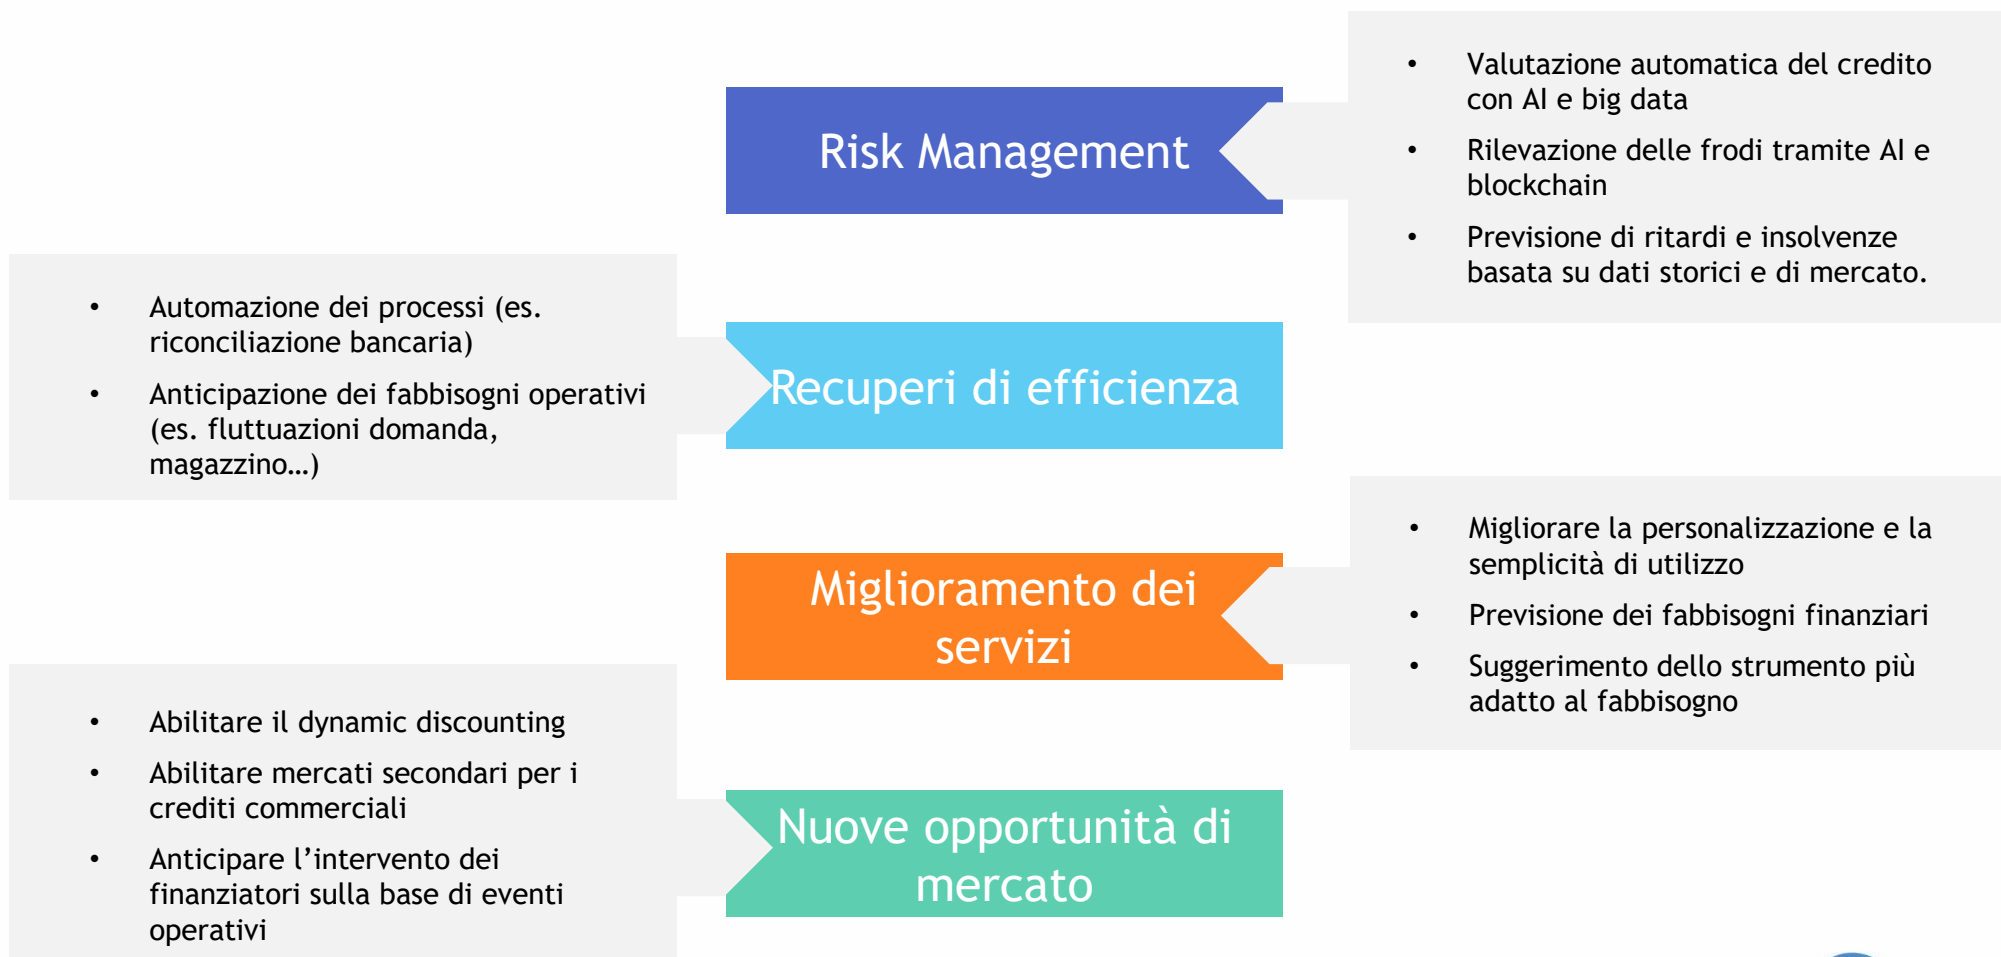 Risk Management
• Valutazione automatica del credito
con AI e big data
• Rilevazione delle frodi tramite AI e
blockchain
• Previsione di ritardi e insolvenze
basata su dati storici e di mercato.
• Automazione dei processi (es.
riconciliazione bancaria)
• Anticipazione dei fabbisogni operativi
(es. fluttuazioni domanda,
magazzino…)
Recuperi di efficienza
Miglioramento dei
servizi
• Migliorare la personalizzazione e la
semplicità di utilizzo
• Previsione dei fabbisogni finanziari
• Suggerimento dello strumento più
adatto al fabbisogno
• Abilitare il dynamic discounting
• Abilitare mercati secondari per i
crediti commerciali
• Anticipare l’intervento dei
finanziatori sulla base di eventi
operativi
Nuove opportunità di
mercato